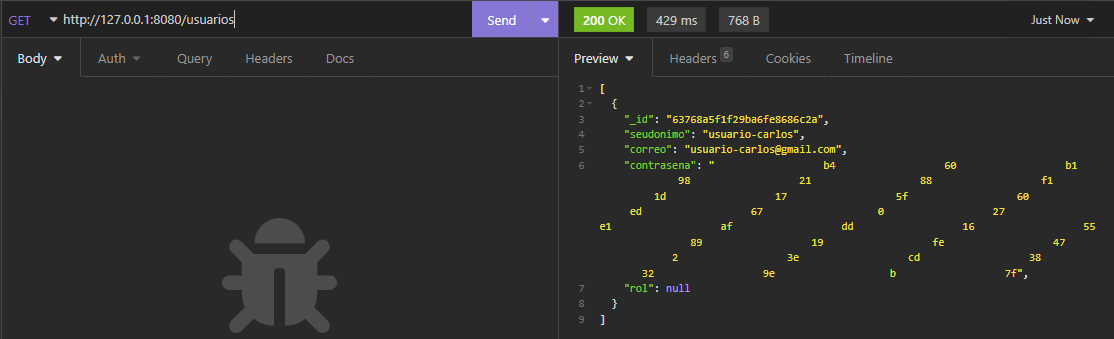 GET http://127.0.0.1:8080/usuarios Send 200 OK 429 ms 768 B Just Now
Body Auth Query Headers Docs Preview Headers 6 Cookies Timeline
1 [
2 {
3 "_id": "63768a5f1f29ba6fe8686c2a",
4 "seudonimo": "usuario-carlos",
5 "correo": "usuario-carlos@gmail.com",
6 "contrasena": " b4 60 b1
98 21 88 f1
1d 17 5f 60
ed 67 0 27
e1 af dd 16 55
89 19 fe 47
2 3e cd 38
32 9e b 7f",
7 "rol": null
8 }
9 ]